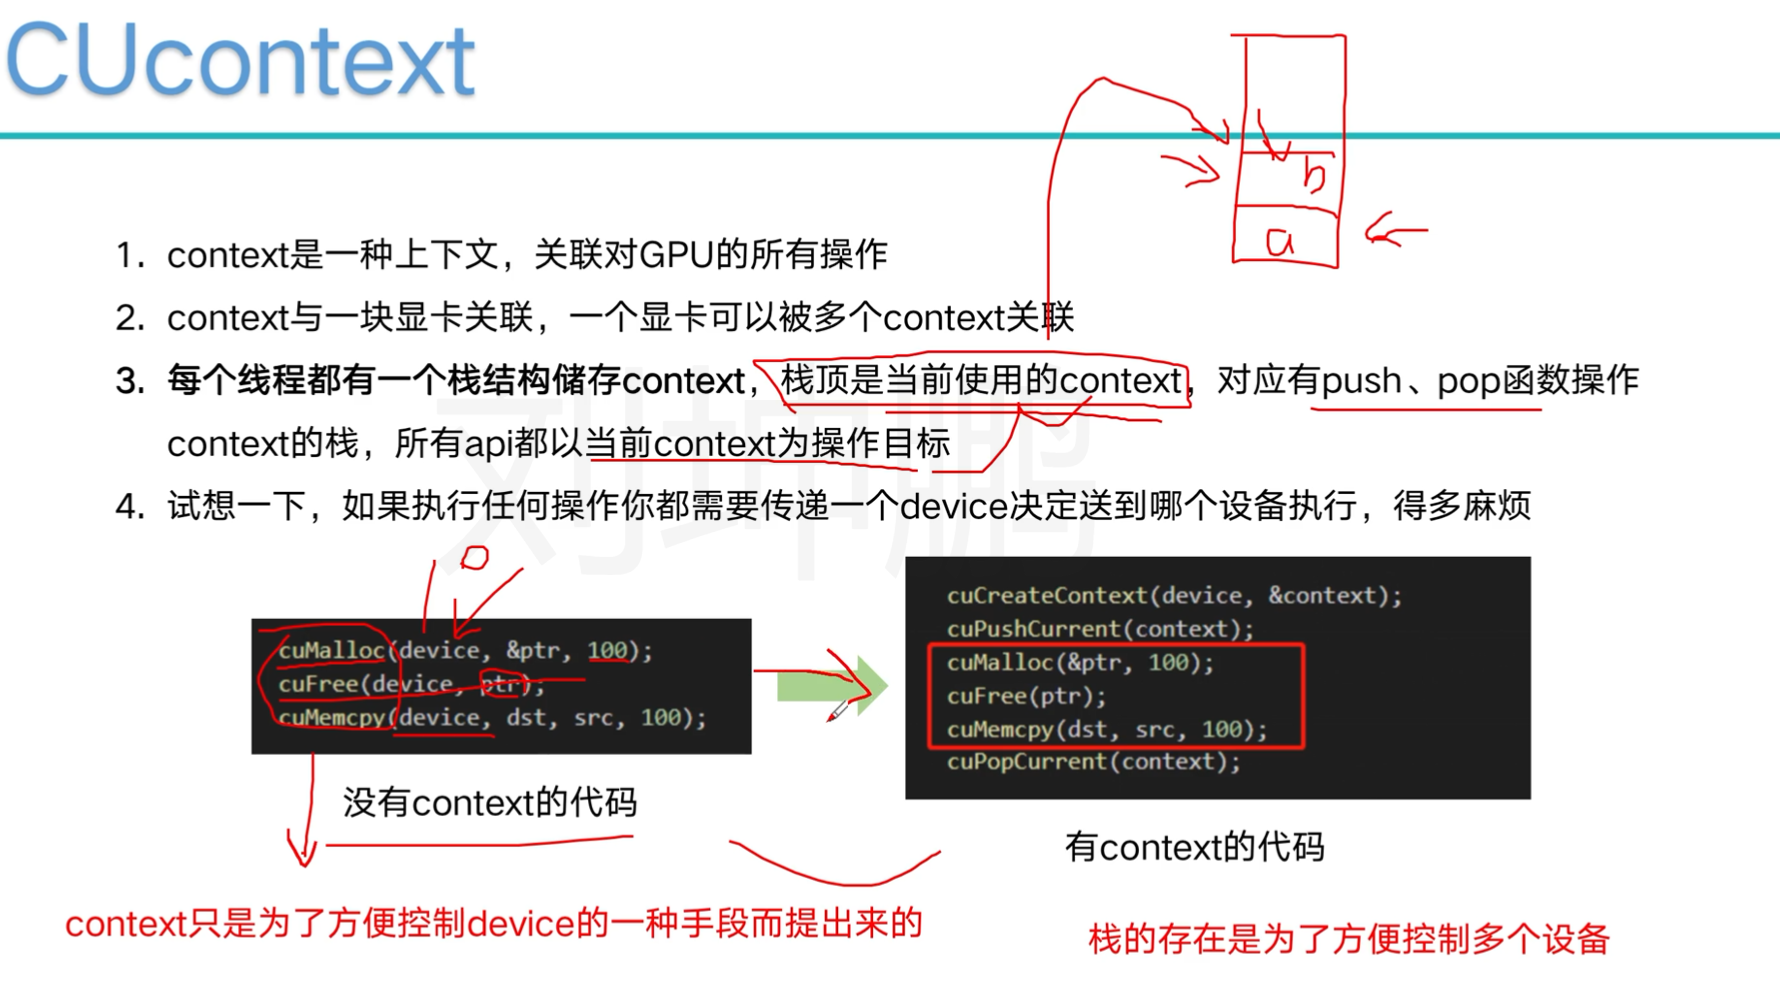 CUcontext
b
a
1. context是一种上下文，关联对GPU的所有操作
2. context与一块显卡关联，一个显卡可以被多个context关联
3. 每个线程都有一个栈结构储存context，栈顶是当前使用的context，对应有push、pop函数操作
context的栈，所有api都以当前context为操作目标
4. 试想一下，如果执行任何操作你都需要传递一个device决定送到哪个设备执行，得多麻烦
刘坤鹏
cuMalloc(device, &ptr, 100);
cuFree(device, ptr);
cuMemcpy(device, dst, src, 100);
没有context的代码
cuCreateContext(device, &context);
cuPushCurrent(context);
cuMalloc(&ptr, 100);
cuFree(ptr);
cuMemcpy(dst, src, 100);
cuPopCurrent(context);
有context的代码
context只是为了方便控制device的一种手段而提出来的
栈的存在是为了方便控制多个设备